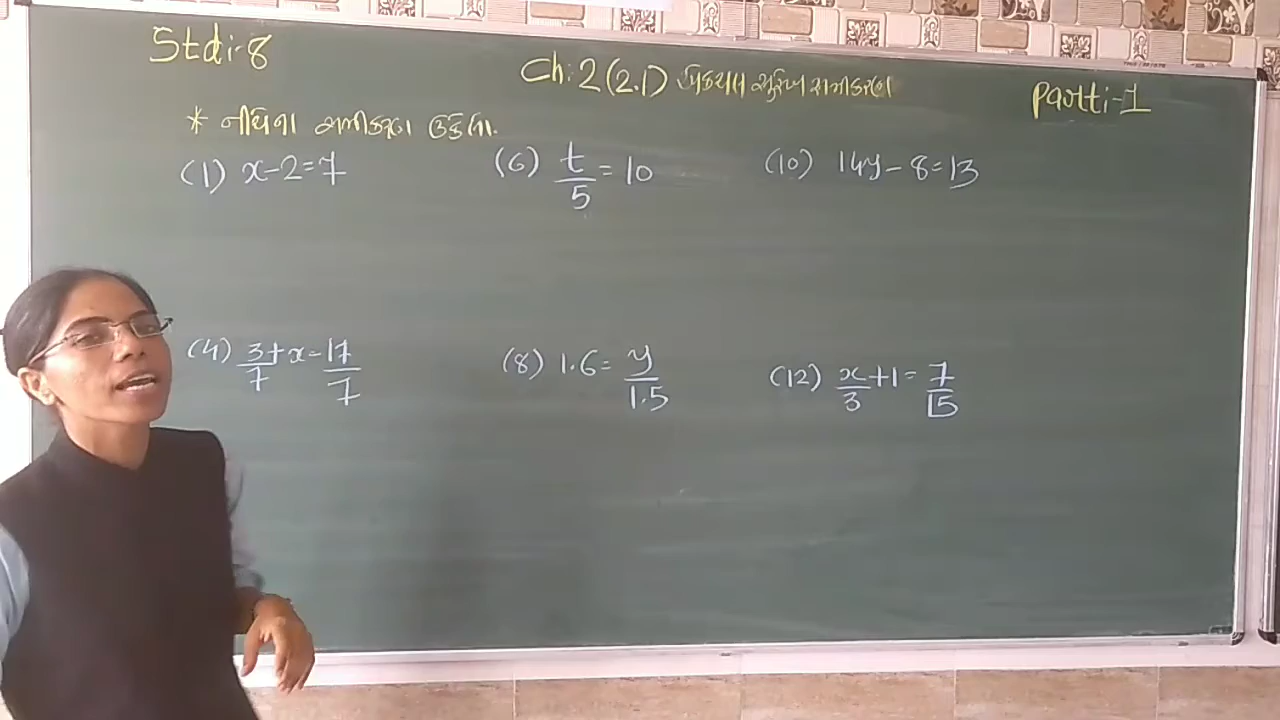 Std:-8
Ch:2(2.1) એકચલ સુરેખ સમીકરણ
Part:-1
* નીચેના સમીકરણ ઉકેલો.
(1) x-2=7
(6) t/5=10
(10) 14y-8=13
(4) 3/7+x=17/7
(8) 1.6=y/1.5
(12) x/3+1=7/15